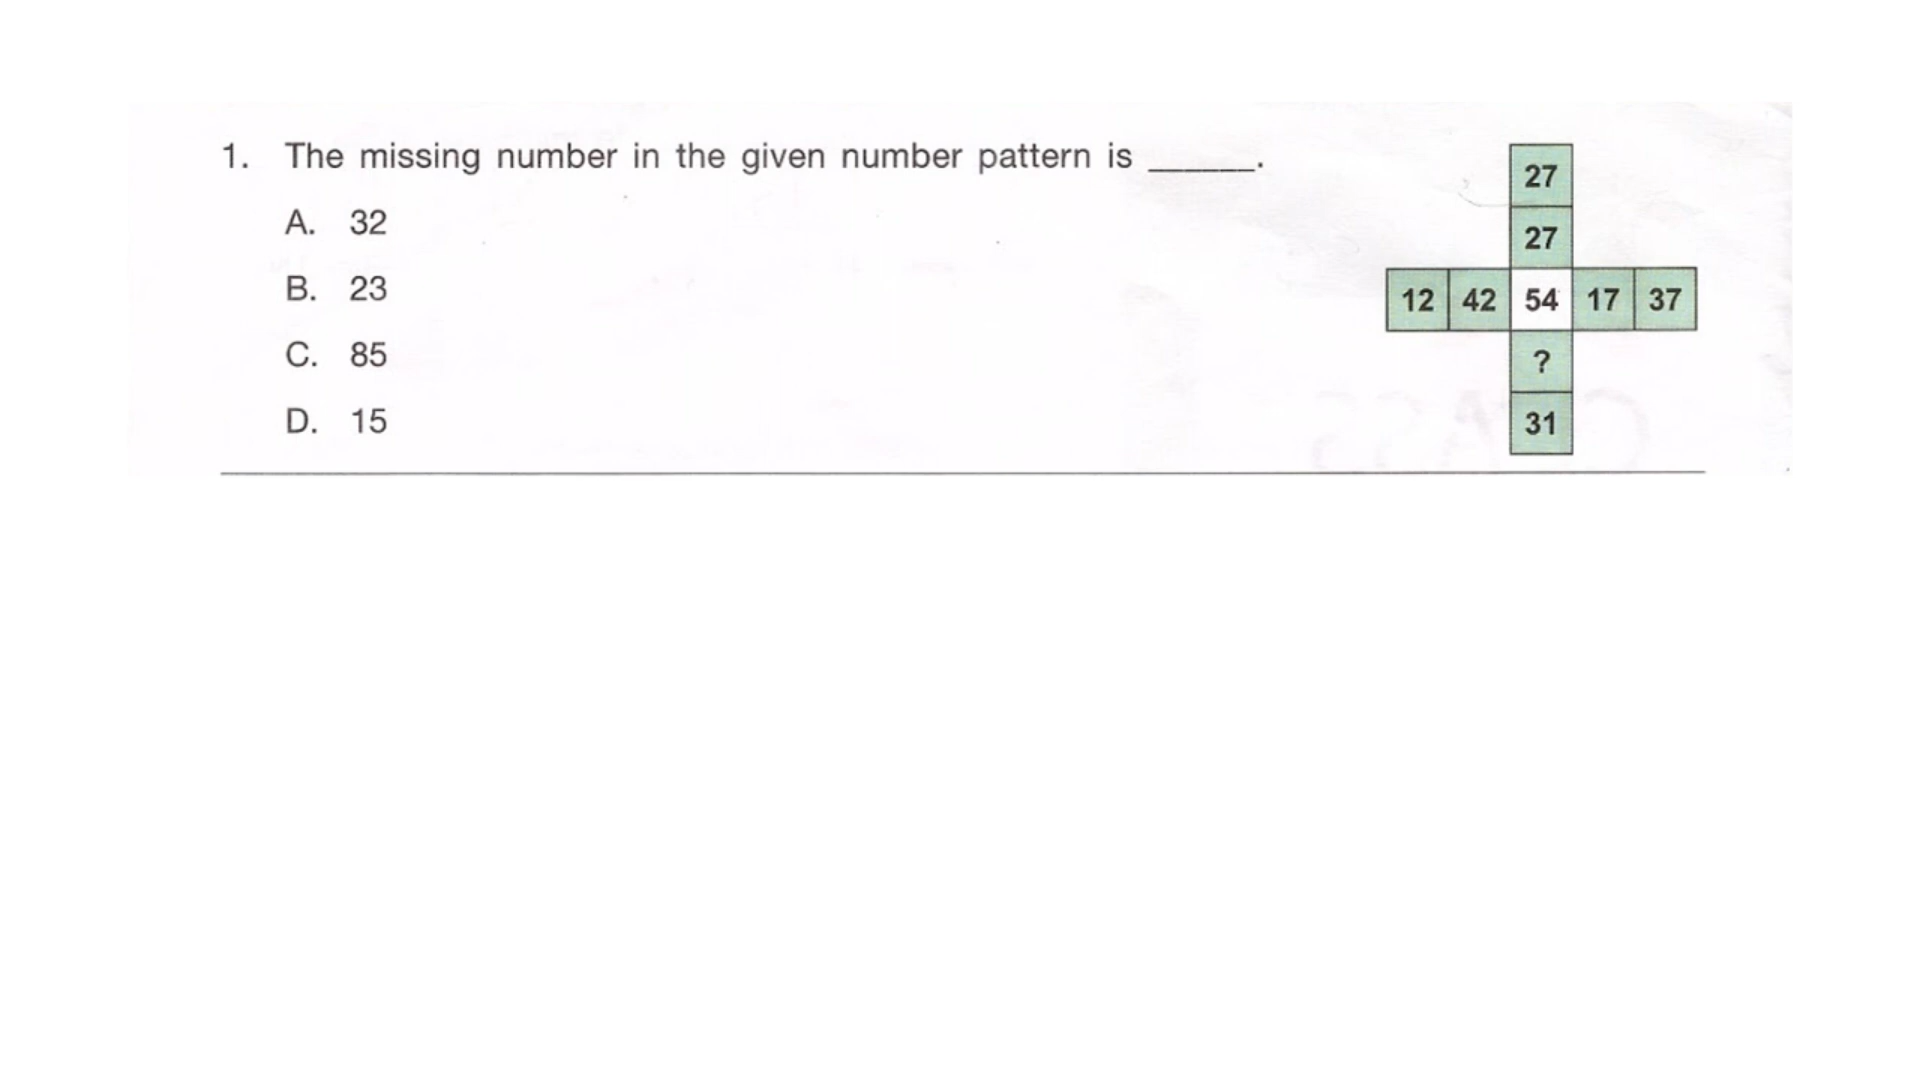 1. The missing number in the given number pattern is ______.
A. 32
B. 23
C. 85
D. 15
27
27
12 42 54 17 37
?
31